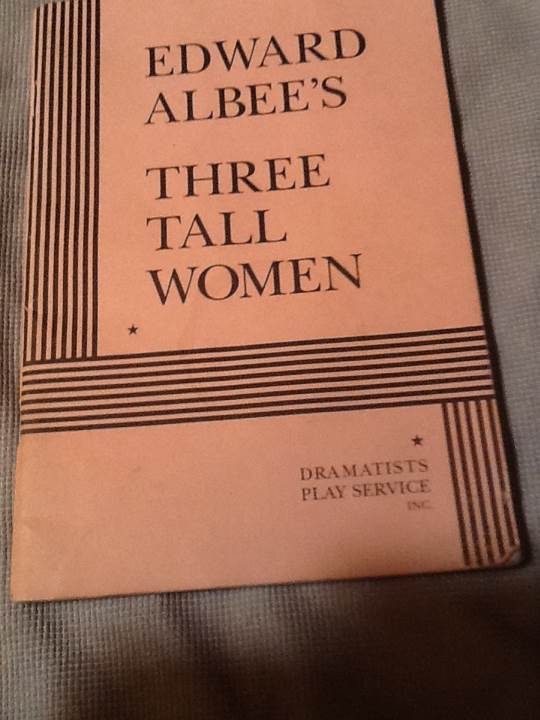 EDWARD
ALBEE'S
THREE
TALL
WOMEN
DRAMATISTS
PLAY SERVICE
INC.